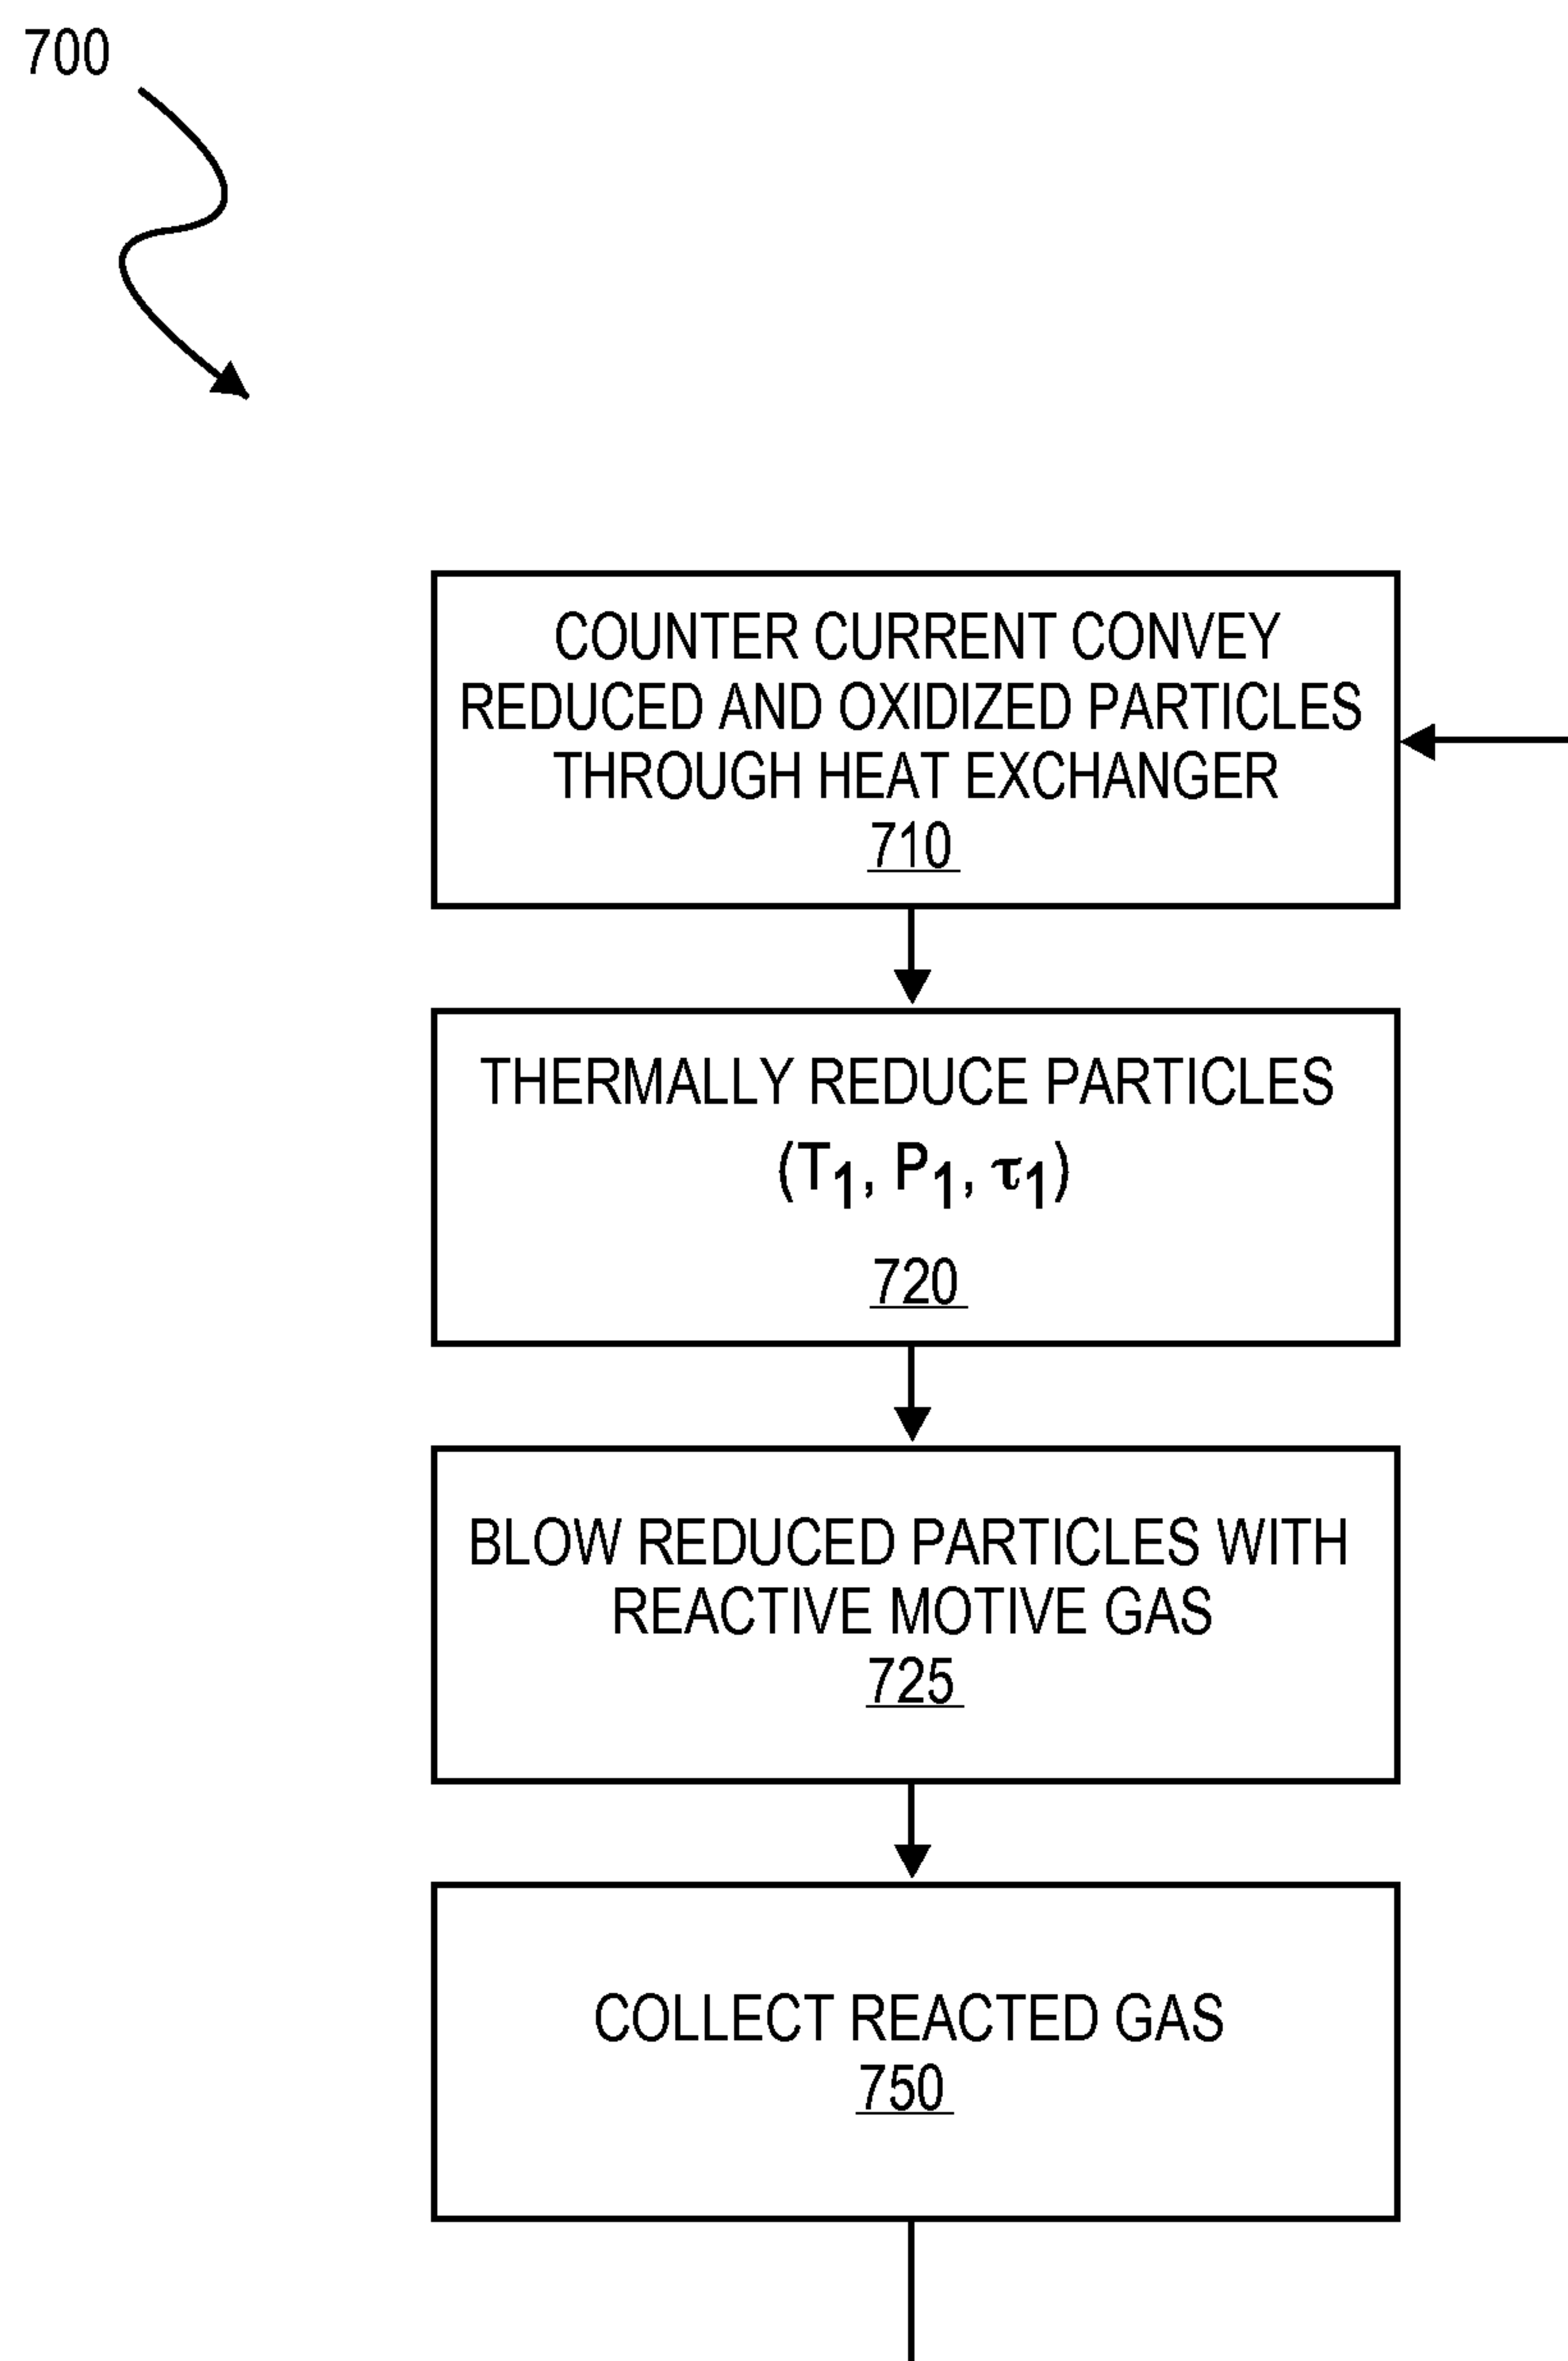 700
COUNTER CURRENT CONVEY
REDUCED AND OXIDIZED PARTICLES
THROUGH HEAT EXCHANGER
710
THERMALLY REDUCE PARTICLES
(T₁, P₁, τ₁)
720
BLOW REDUCED PARTICLES WITH
REACTIVE MOTIVE GAS
725
COLLECT REACTED GAS
750